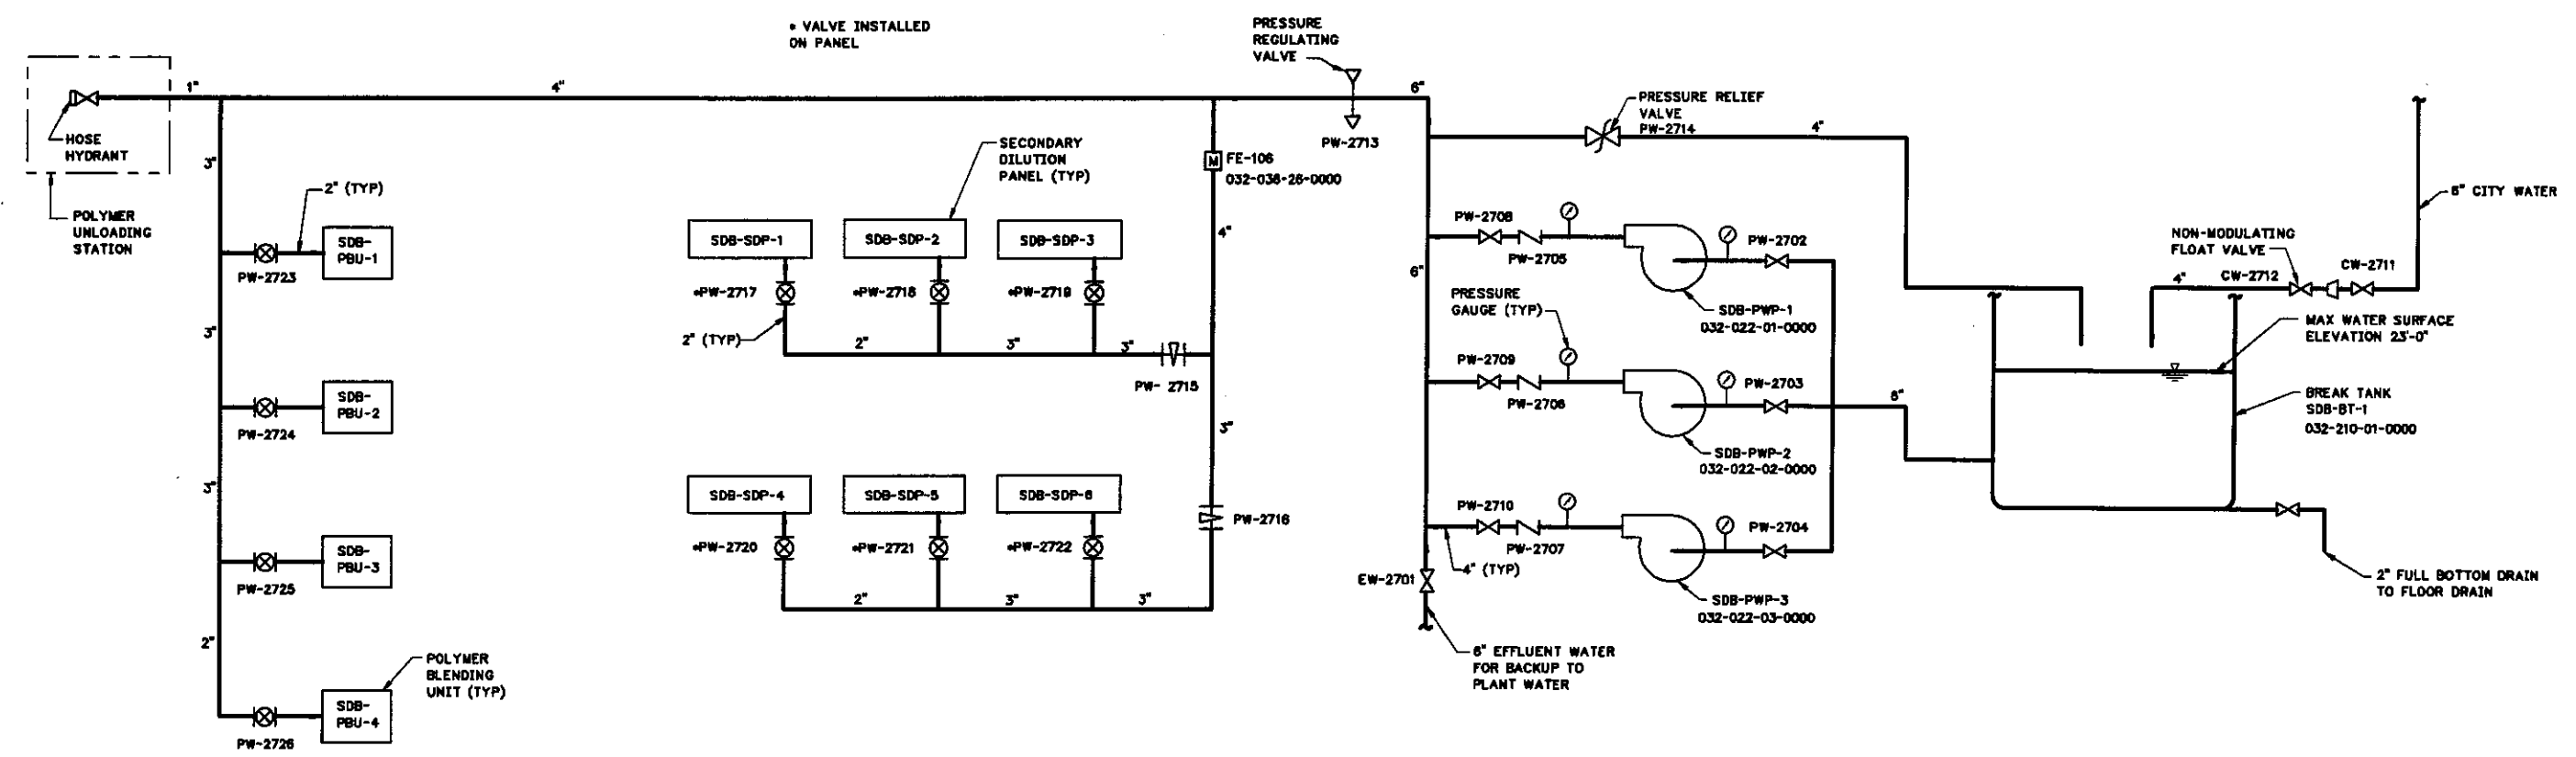 * VALVE INSTALLED
ON PANEL
PRESSURE
REGULATING
VALVE
1"
4"
6"
HOSE
HYDRANT
PW-2713
PRESSURE RELIEF
VALVE
PW-2714
4"
3"
SECONDARY
DILUTION
PANEL (TYP)
FE-106
032-038-26-0000
2" (TYP)
POLYMER
UNLOADING
STATION
SDB-
PBU-1
PW-2723
SDB-SDP-1
SDB-SDP-2
SDB-SDP-3
4"
*PW-2717
*PW-2718
*PW-2719
2" (TYP)
2"
3"
3"
PW- 2715
6"
PW-2708
PW-2705
PW-2702
SDB-PWP-1
032-022-01-0000
PRESSURE
GAUGE (TYP)
NON-MODULATING
FLOAT VALVE
4"
CW-2712
CW-2711
6" CITY WATER
MAX WATER SURFACE
ELEVATION 23'-0"
3"
SDB-
PBU-2
PW-2724
3"
PW-2709
PW-2706
PW-2703
SDB-PWP-2
032-022-02-0000
BREAK TANK
SDB-BT-1
032-210-01-0000
3"
SDB-
PBU-3
PW-2725
SDB-SDP-4
SDB-SDP-5
SDB-SDP-6
PW-2716
*PW-2720
*PW-2721
*PW-2722
2"
3"
3"
PW-2710
PW-2707
PW-2704
4" (TYP)
EW-2701
SDB-PWP-3
032-022-03-0000
2" FULL BOTTOM DRAIN
TO FLOOR DRAIN
2"
POLYMER
BLENDING
UNIT (TYP)
SDB-
PBU-4
PW-2726
6" EFFLUENT WATER
FOR BACKUP TO
PLANT WATER